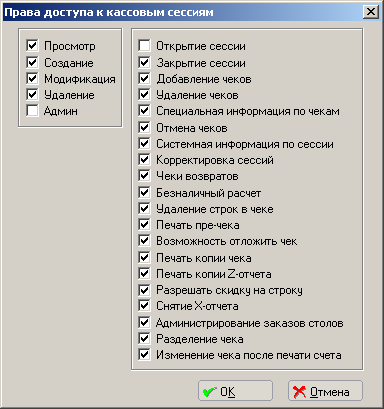 Права доступа к кассовым сессиям
Просмотр
Создание
Модификация
Удаление
Админ
Открытие сессии
Закрытие сессии
Добавление чеков
Удаление чеков
Специальная информация по чекам
Отмена чеков
Системная информация по сессии
Корректировка сессий
Чеки возвратов
Безналичный расчет
Удаление строк в чеке
Печать пре-чека
Возможность отложить чек
Печать копии чека
Печать копии Z-отчета
Разрешать скидку на строку
Снятие X-отчета
Администрирование заказов столов
Разделение чека
Изменение чека после печати счета
OK
Отмена